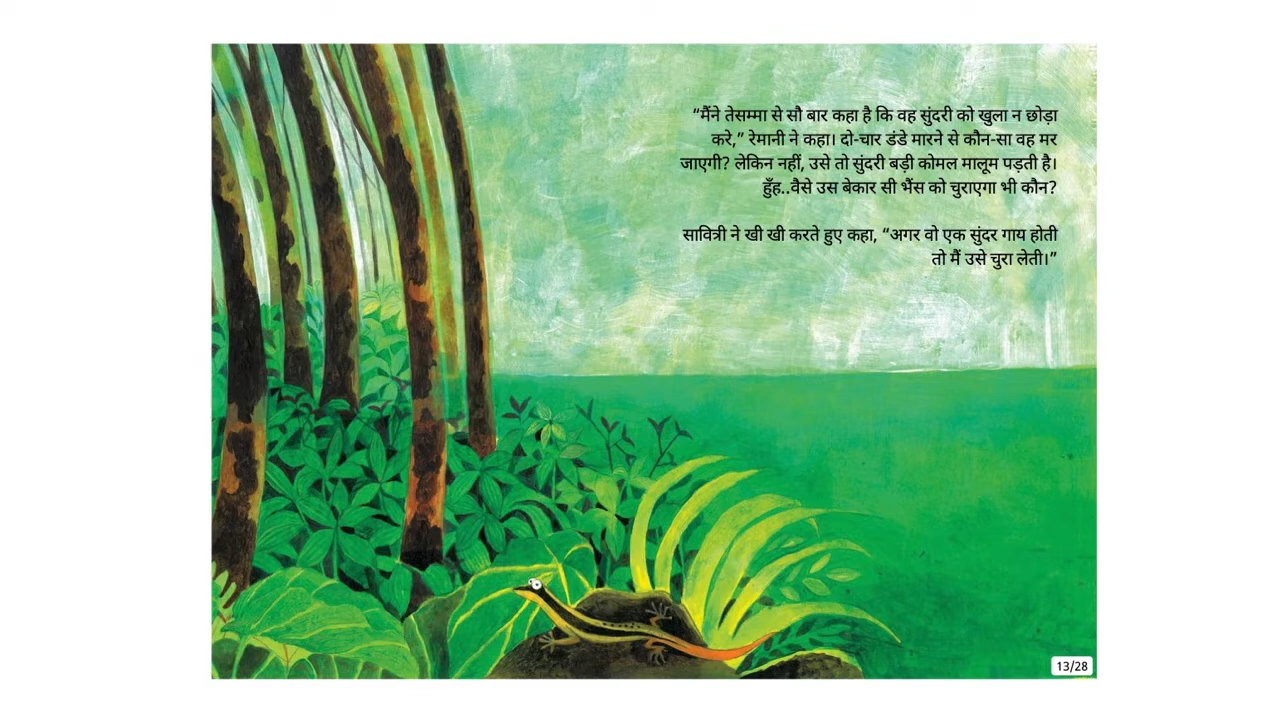 “मैंने तेसम्मा से सौ बार कहा है कि वह सुंदरी को खुला न छोड़ा
करे,” रेमानी ने कहा। दो-चार डंडे मारने से कौन-सा वह मर
जाएगी? लेकिन नहीं, उसे तो सुंदरी बड़ी कोमल मालूम पड़ती है।
हुँह..वैसे उस बेकार सी भैंस को चुराएगा भी कौन?
सावित्री ने खी खी करते हुए कहा, “अगर वो एक सुंदर गाय होती
तो मैं उसे चुरा लेती।”
13/28